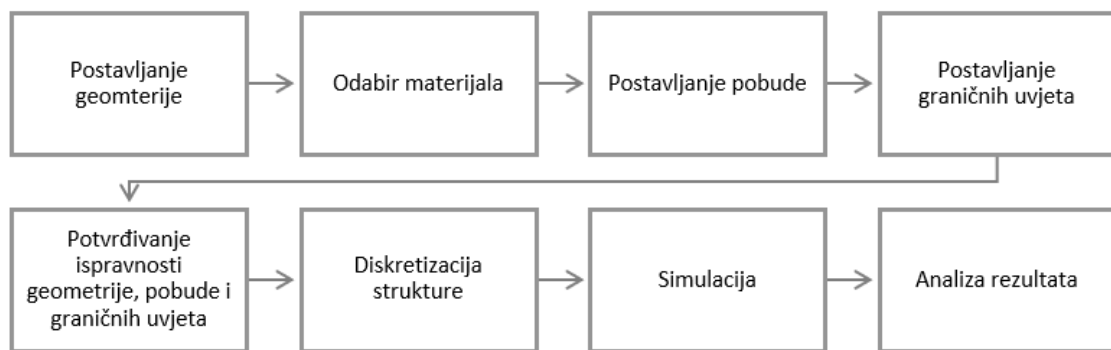 Postavljanje
geomterije
Odabir materijala
Postavljanje pobude
Postavljanje
graničnih uvjeta
Potvrđivanje
ispravnosti
geometrije, pobude i
graničnih uvjeta
Diskretizacija
strukture
Simulacija
Analiza rezultata